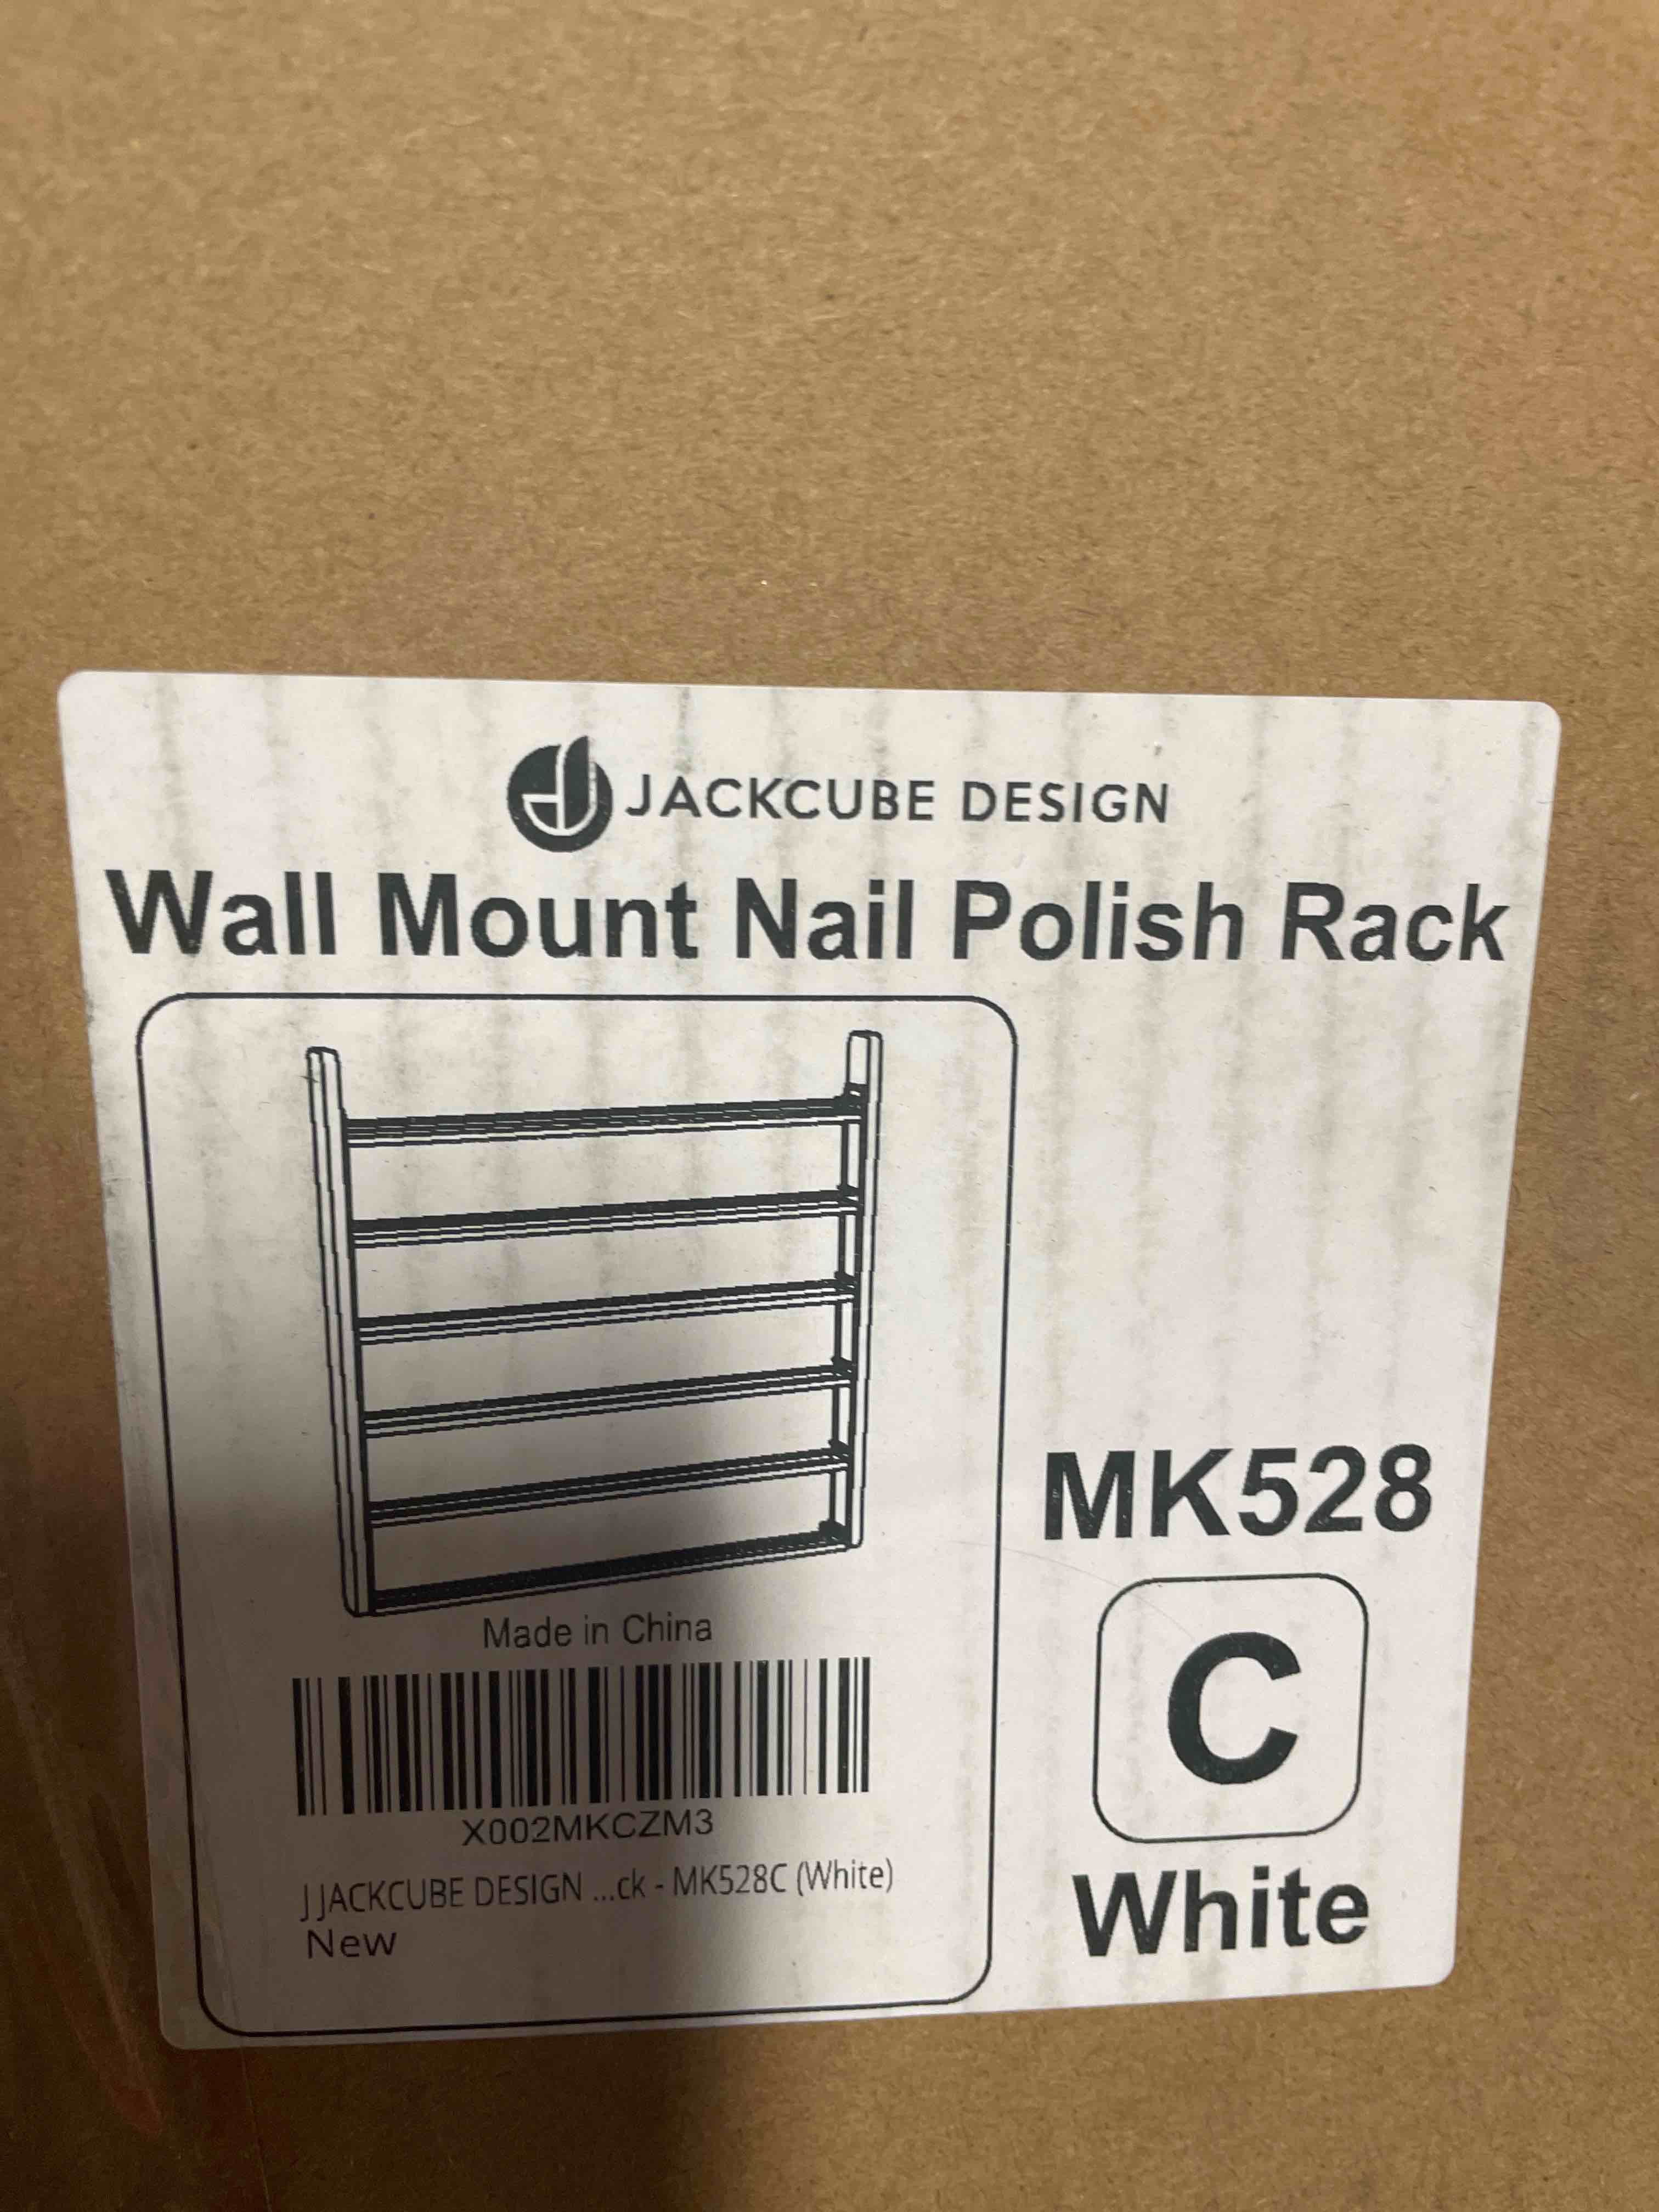 JACKCUBE DESIGN
Wall Mount Nail Polish Rack
MK528
C
White
Made in China
X002MKCZM3
J JACKCUBE DESIGN ...ck - MK528C (White)
New